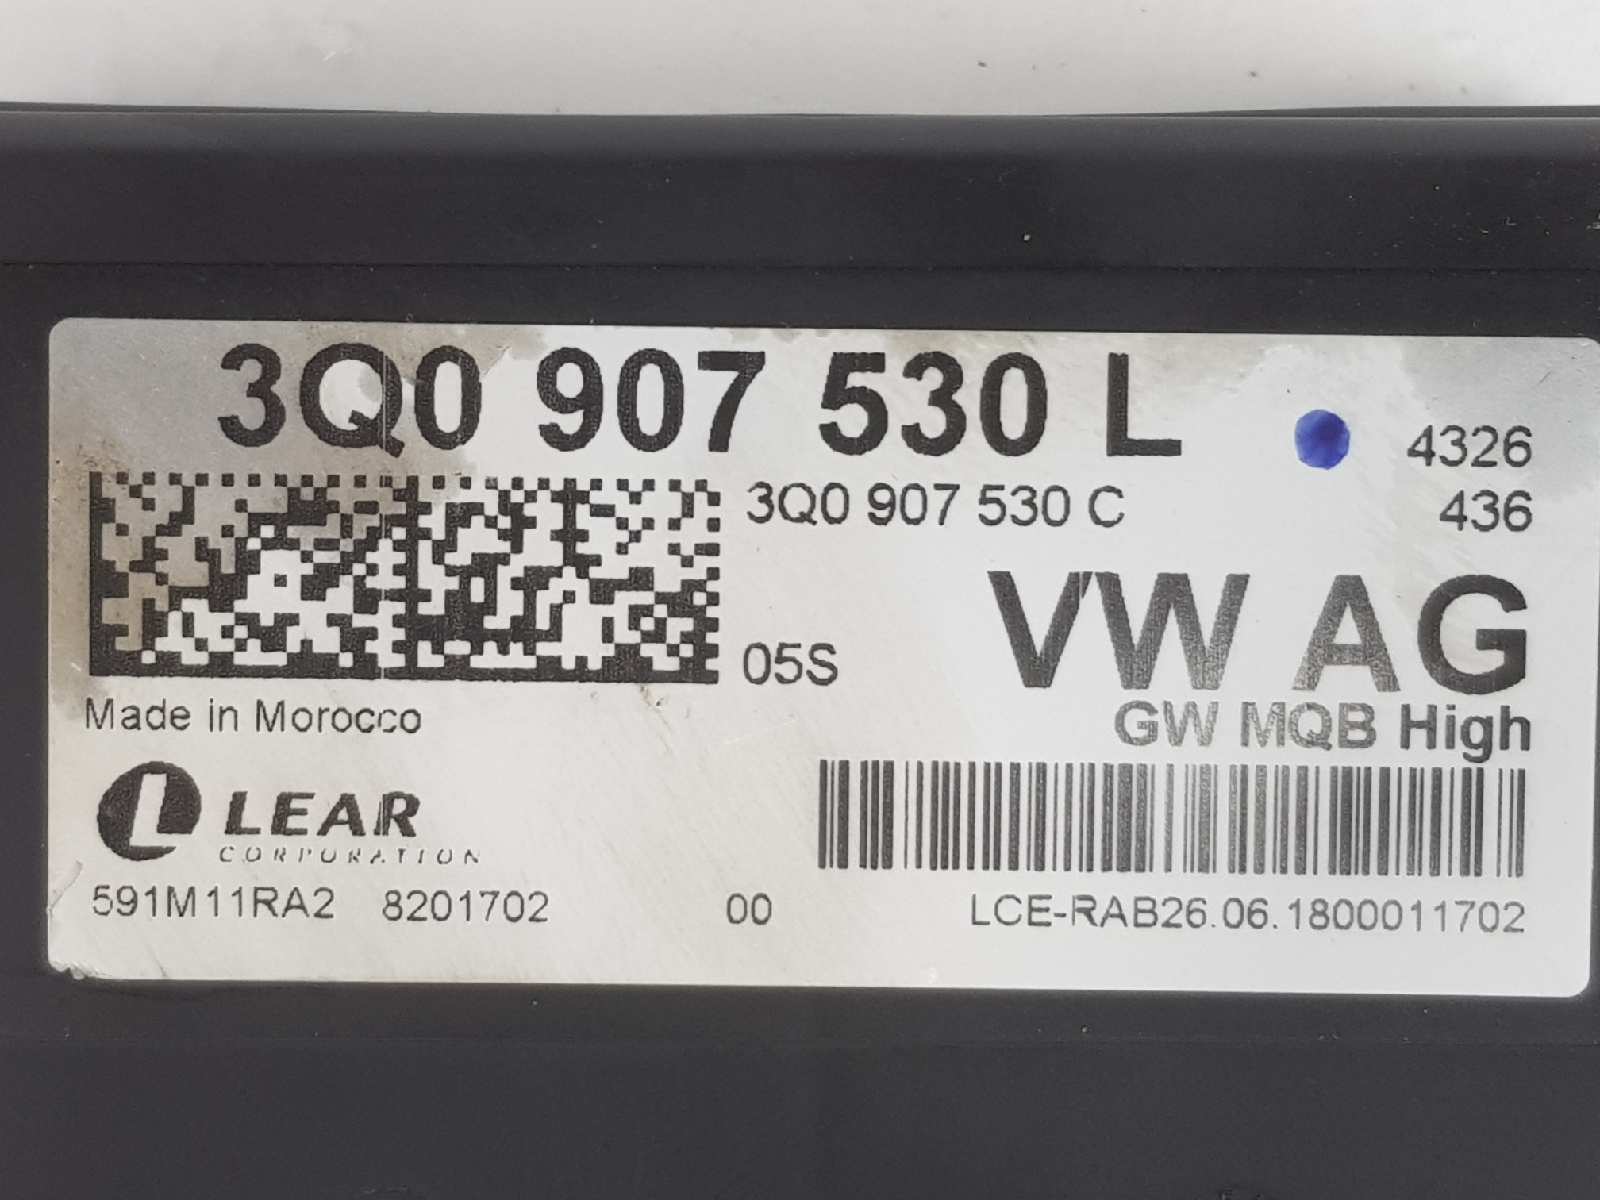 3Q0 907 530 L
4326
3Q0 907 530 C
436
VW AG
05S
GW MQB High
Made in Morocco
LEAR
CORPORATION
591M11RA2 8201702 00 LCE-RAB26.06.1800011702